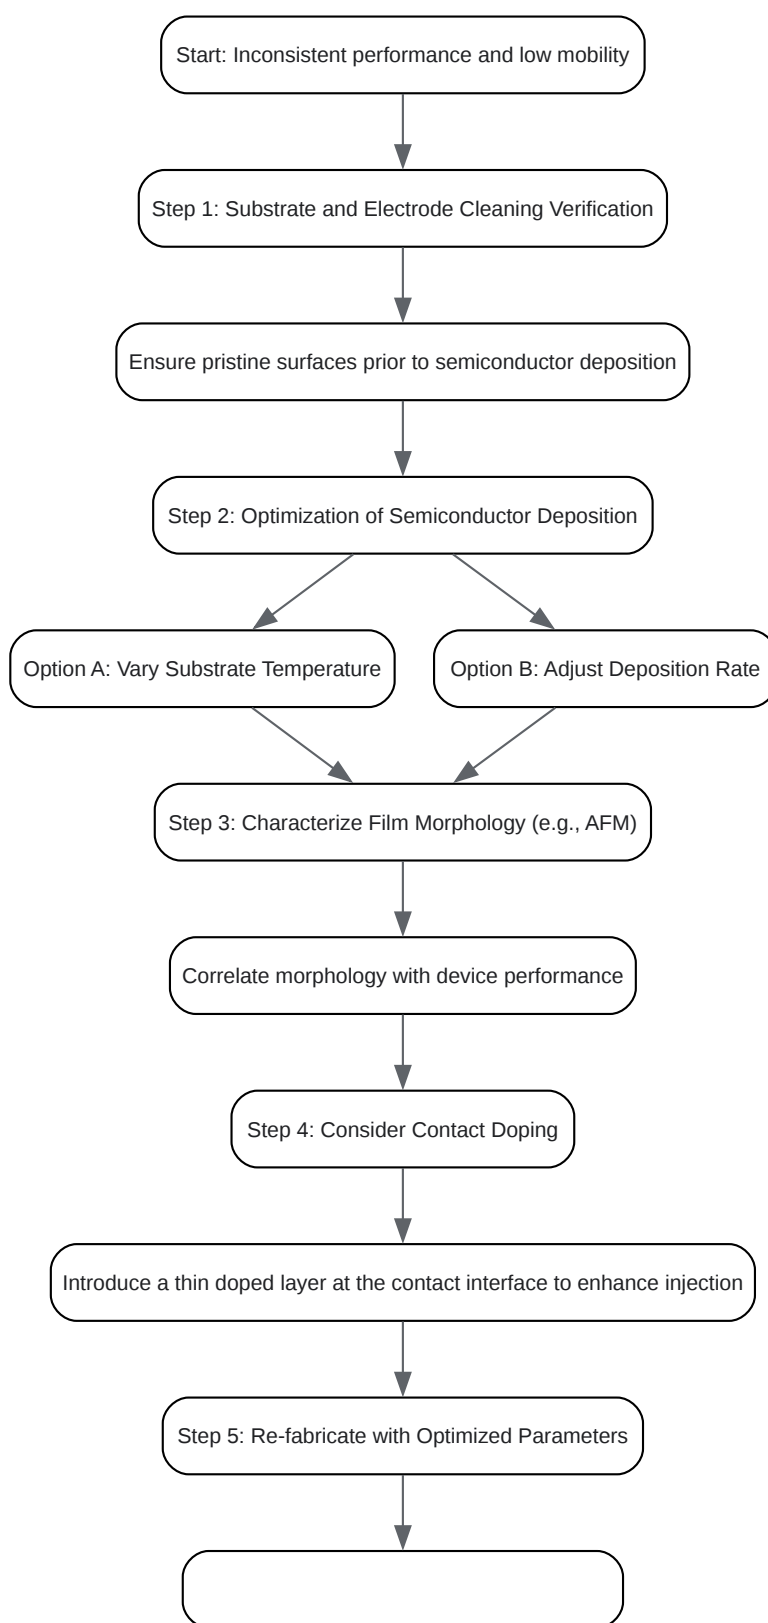 Start: Inconsistent performance and low mobility
Step 1: Substrate and Electrode Cleaning Verification
Ensure pristine surfaces prior to semiconductor deposition
Step 2: Optimization of Semiconductor Deposition
Option A: Vary Substrate Temperature
Option B: Adjust Deposition Rate
Step 3: Characterize Film Morphology (e.g., AFM)
Correlate morphology with device performance
Step 4: Consider Contact Doping
Introduce a thin doped layer at the contact interface to enhance injection
Step 5: Re-fabricate with Optimized Parameters